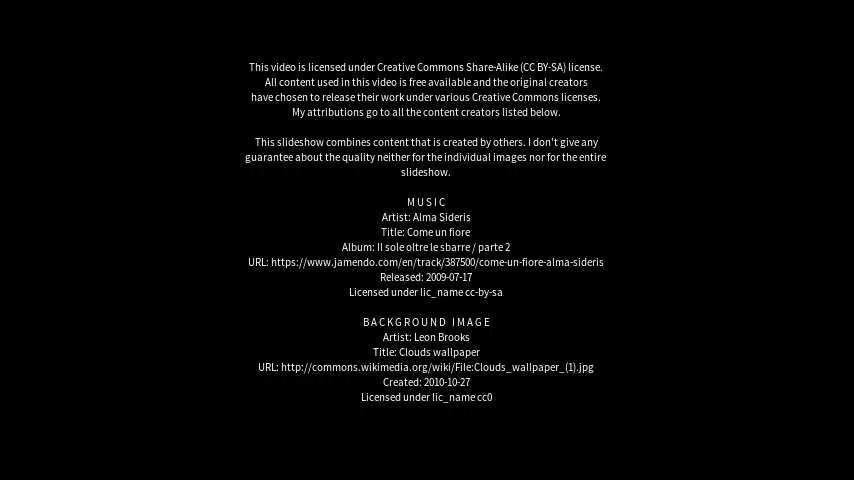 This video is licensed under Creative Commons Share-Alike (CC BY-SA) license.
All content used in this video is free available and the original creators
have chosen to release their work under various Creative Commons licenses.
My attributions go to all the content creators listed below.
This slideshow combines content that is created by others. I don't give any
guarantee about the quality neither for the individual images nor for the entire
slideshow.
MUSIC
Artist: Alma Sideris
Title: Come un fiore
Album: Il sole oltre le sbarre / parte 2
URL: https://www.jamendo.com/en/track/387500/come-un-fiore-alma-sideris
Released: 2009-07-17
Licensed under lic_name cc-by-sa
BACKGROUND IMAGE
Artist: Leon Brooks
Title: Clouds wallpaper
URL: http://commons.wikimedia.org/wiki/File:Clouds_wallpaper_(1).jpg
Created: 2010-10-27
Licensed under lic_name cc0